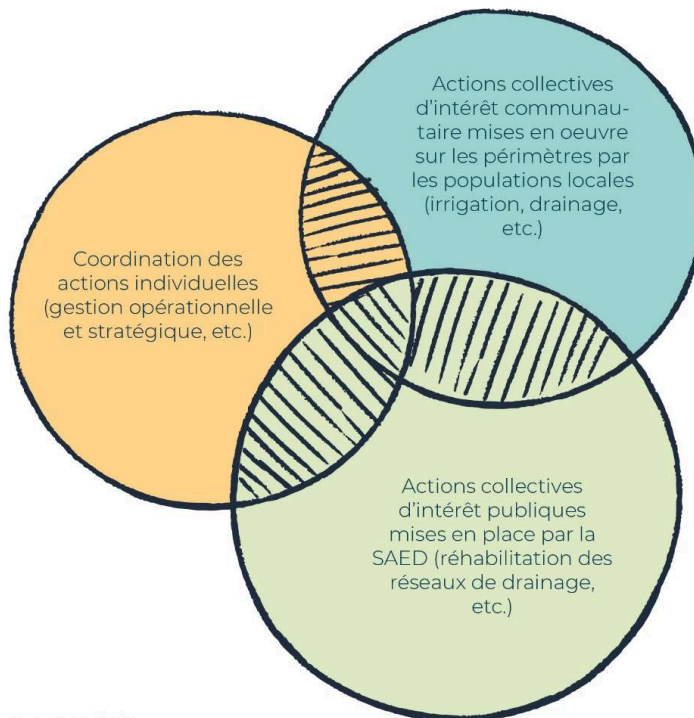 Actions collectives
d'intérêt communau-
taire mises en oeuvre
sur les périmètres par
les populations locales
(irrigation, drainage,
etc.)
Coordination des
actions individuelles
(gestion opérationnelle
et stratégique, etc.)
Actions collectives
d'intérêt publiques
mises en place par la
SAED (réhabilitation des
réseaux de drainage,
etc.)